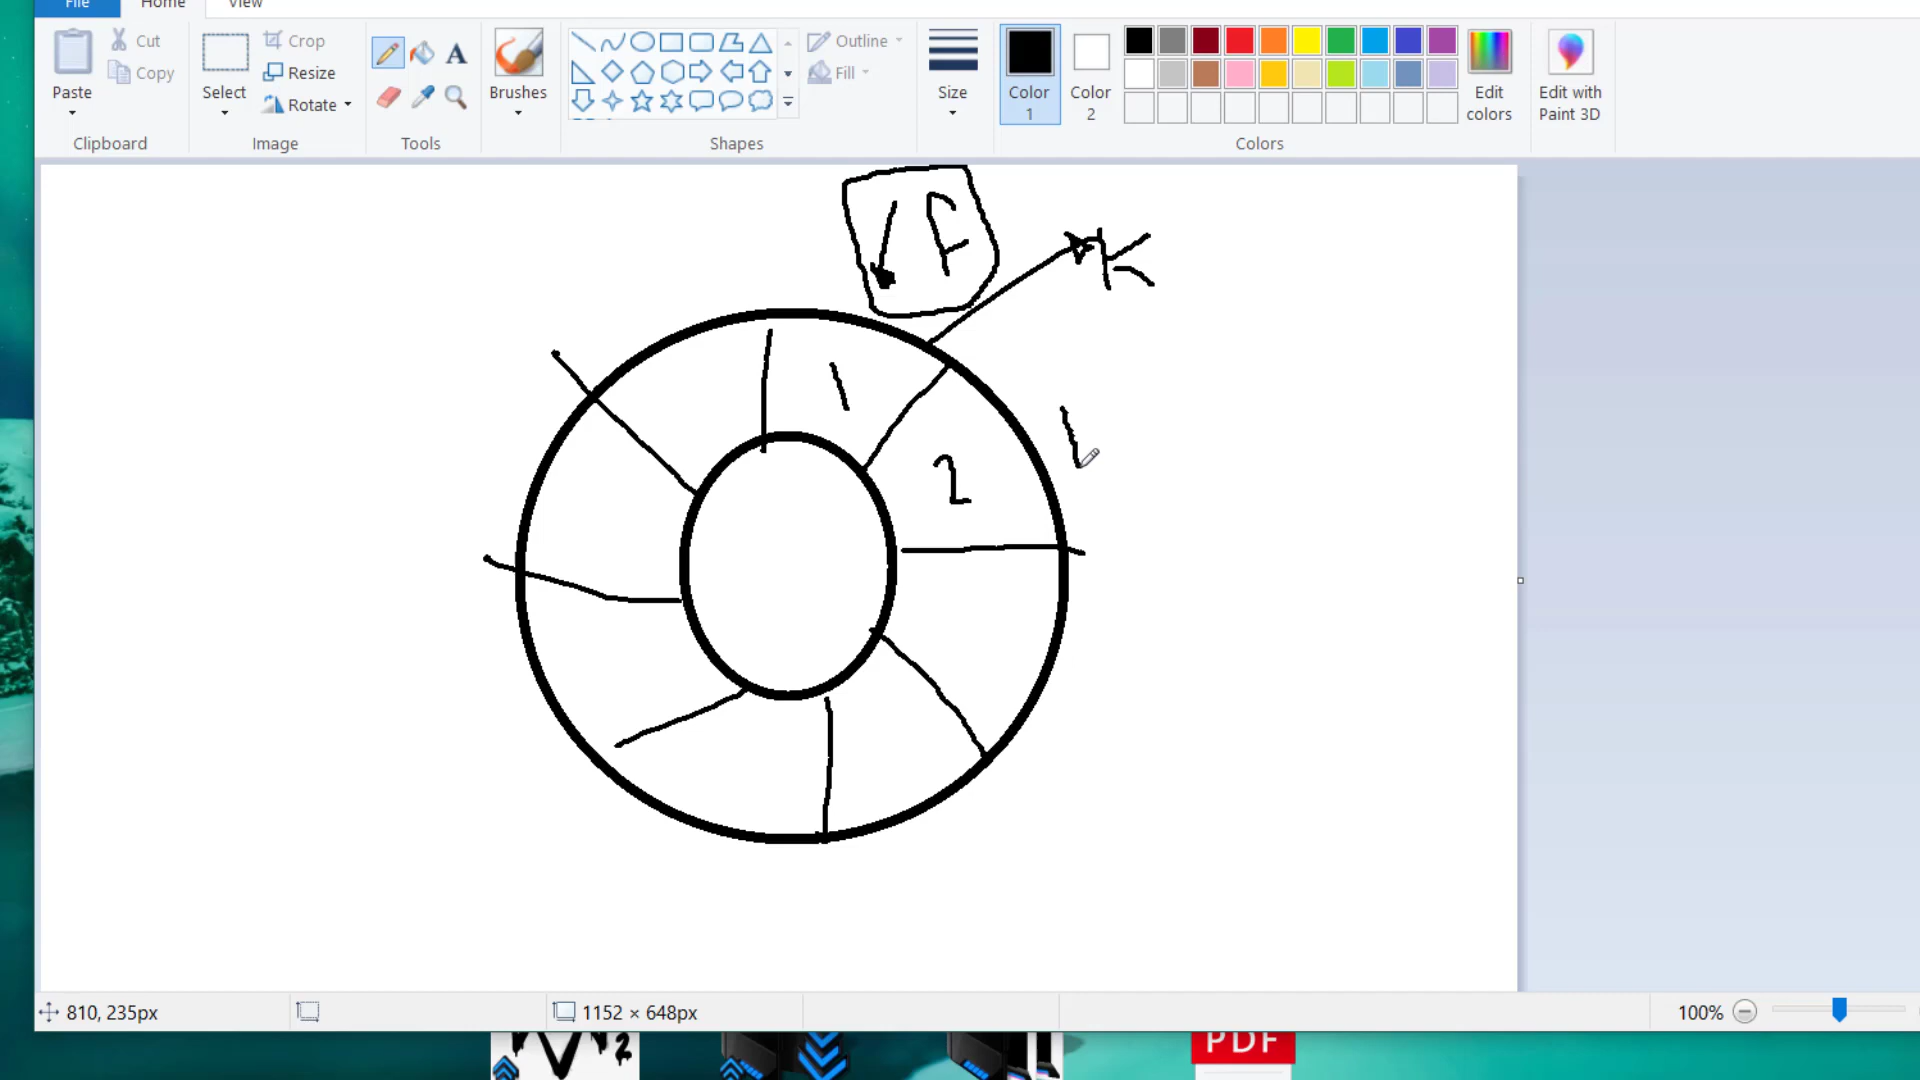 File Home View
Paste
Cut
Copy
Clipboard
Select
Crop
Resize
Rotate
Image
A
Tools
Brushes
Shapes
Outline
Fill
Size
Color
1
Color
2
Colors
Edit
colors
Edit with
Paint 3D
K
1
2
810, 235px
1152 × 648px
100%
2
PDF